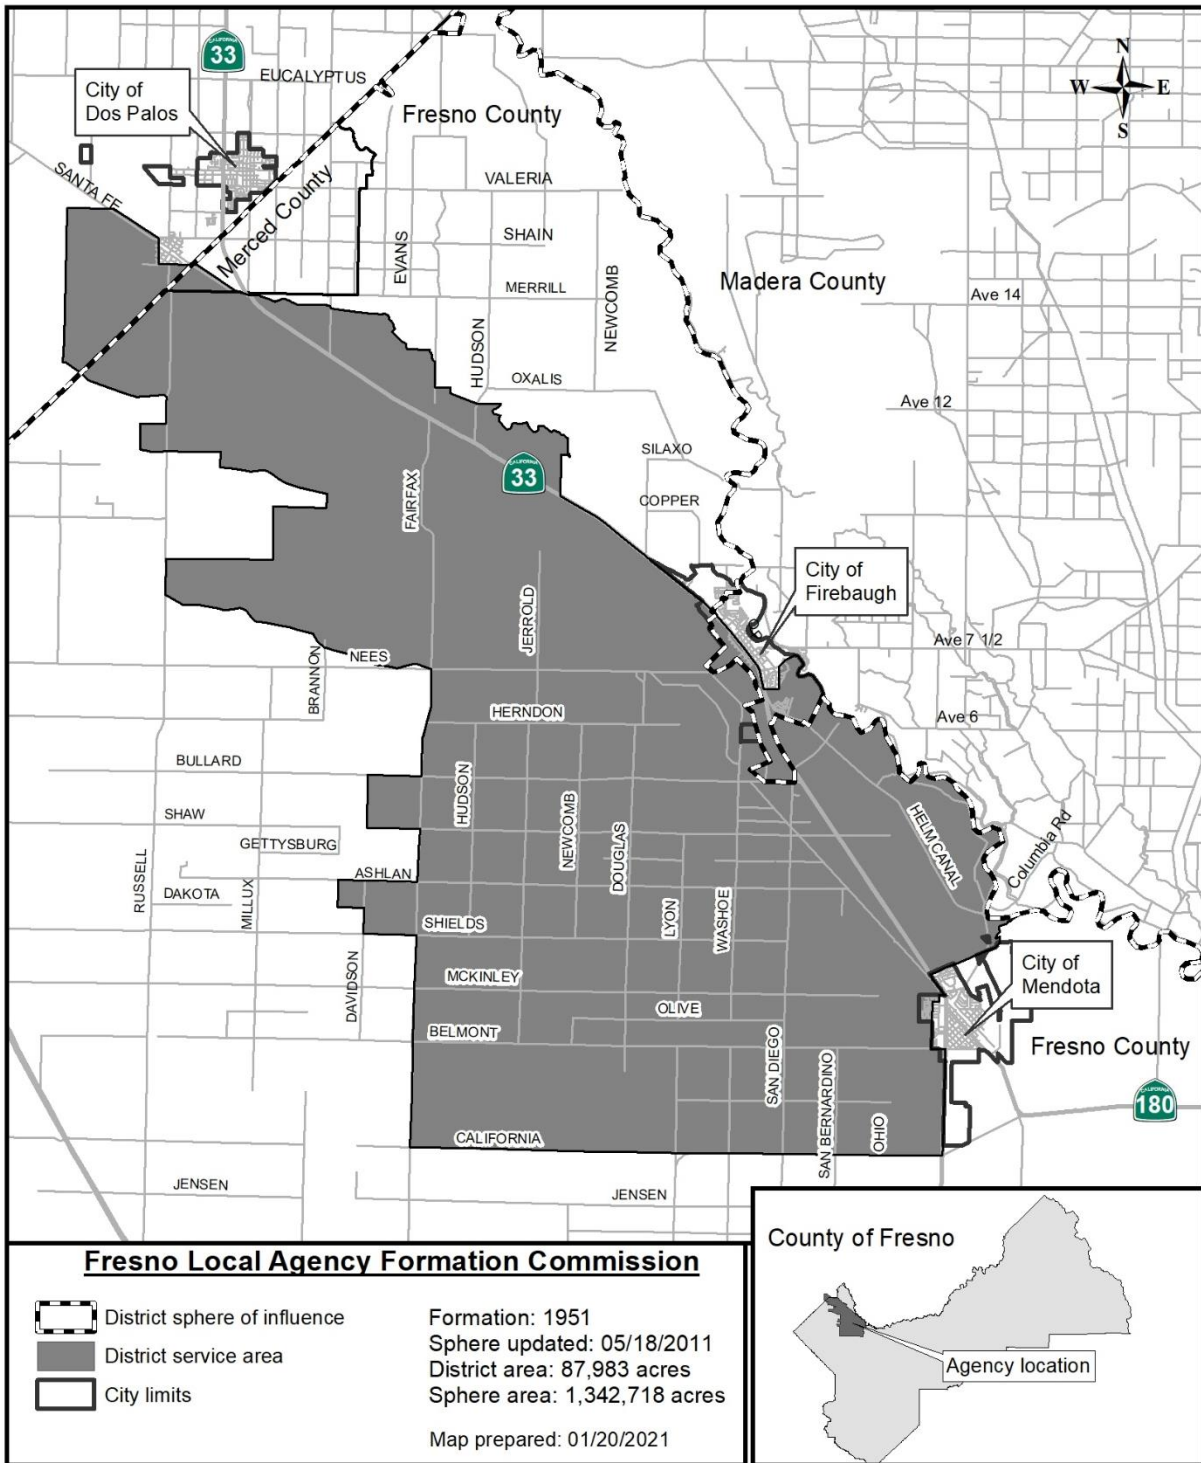 CALIFORNIA
33
EUCALYPTUS
City of
Dos Palos
Fresno County
N
W
E
S
SANTA FE
VALERIA
Merced County
EVANS
SHAIN
MERRILL
NEWCOMB
Madera County
Ave 14
HUDSON
OXALIS
Ave 12
SILAXO
CALIFORNIA
33
COPPER
FAIRFAX
City of
Firebaugh
JERROLD
Ave 7 1/2
BRANNON
NEES
HERNDON
Ave 6
BULLARD
HUDSON
NEWCOMB
DOUGLAS
HELM CANAL
Columbia Rd
SHAW
GETTYSBURG
RUSSELL
MILLUX
ASHLAN
DAKOTA
LYON
WASHOE
SHIELDS
DAVIDSON
MCKINLEY
City of
Mendota
OLIVE
BELMONT
SAN DIEGO
SAN BERNARDINO
Fresno County
CALIFORNIA
180
OHIO
CALIFORNIA
JENSEN
JENSEN
Fresno Local Agency Formation Commission
District sphere of influence
District service area
City limits
Formation: 1951
Sphere updated: 05/18/2011
District area: 87,983 acres
Sphere area: 1,342,718 acres
Map prepared: 01/20/2021
County of Fresno
Agency location